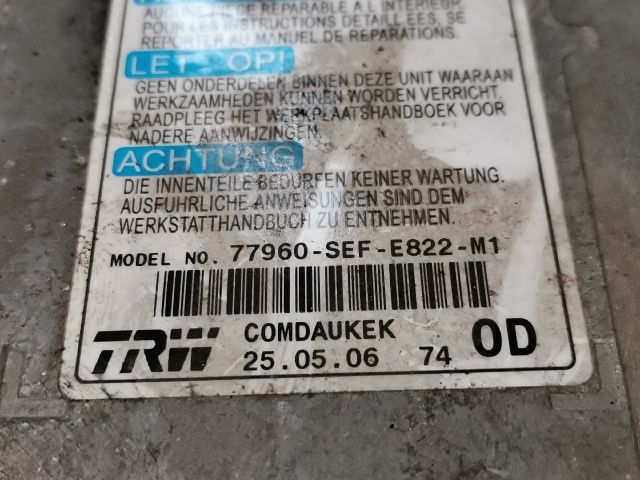 AUCUNE PIECE REPARABLE A L'INTERIEUR.
POUR LES INSTRUCTIONS DETAILLEES, SE
REPORTER AU MANUEL DE REPARATIONS.
LET OP!
GEEN ONDERDELEN BINNEN DEZE UNIT WAARAAN
WERKZAAMHEDEN KUNNEN WORDEN VERRICHT.
RAADPLEEG HET WERKPLAATSHANDBOEK VOOR
NADERE AANWIJZINGEN.
ACHTUNG
DIE INNENTEILE BEDÜRFEN KEINER WARTUNG.
AUSFÜHRLICHE ANWEISUNGEN SIND DEM
WERKSTATTHANDBUCH ZU ENTNEHMEN.
MODEL NO. 77960-SEF-E822-M1
TRW COMDAUKEK
25.05.06 74 OD